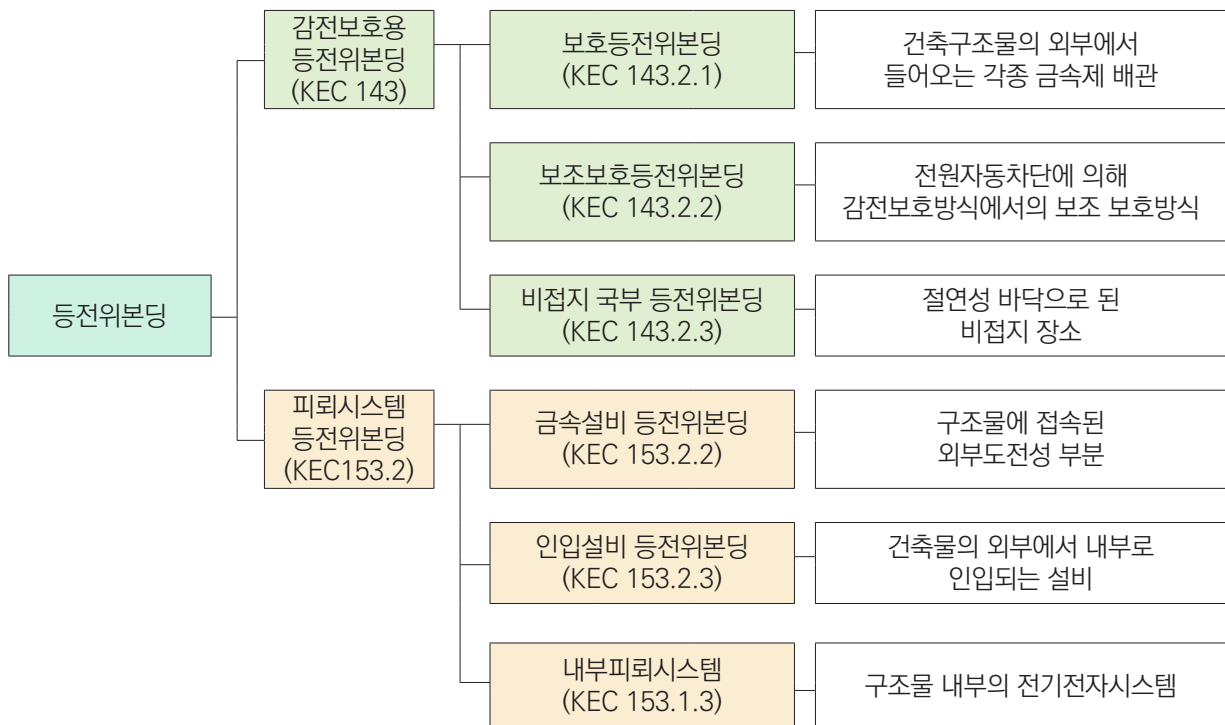 등전위본딩
감전보호용
등전위본딩
(KEC 143)
보호등전위본딩
(KEC 143.2.1)
건축구조물의 외부에서
들어오는 각종 금속제 배관
보조보호등전위본딩
(KEC 143.2.2)
전원자동차단에 의해
감전보호방식에서의 보조 보호방식
비접지 국부 등전위본딩
(KEC 143.2.3)
절연성 바닥으로 된
비접지 장소
피뢰시스템
등전위본딩
(KEC153.2)
금속설비 등전위본딩
(KEC 153.2.2)
구조물에 접속된
외부도전성 부분
인입설비 등전위본딩
(KEC 153.2.3)
건축물의 외부에서 내부로
인입되는 설비
내부피뢰시스템
(KEC 153.1.3)
구조물 내부의 전기전자시스템